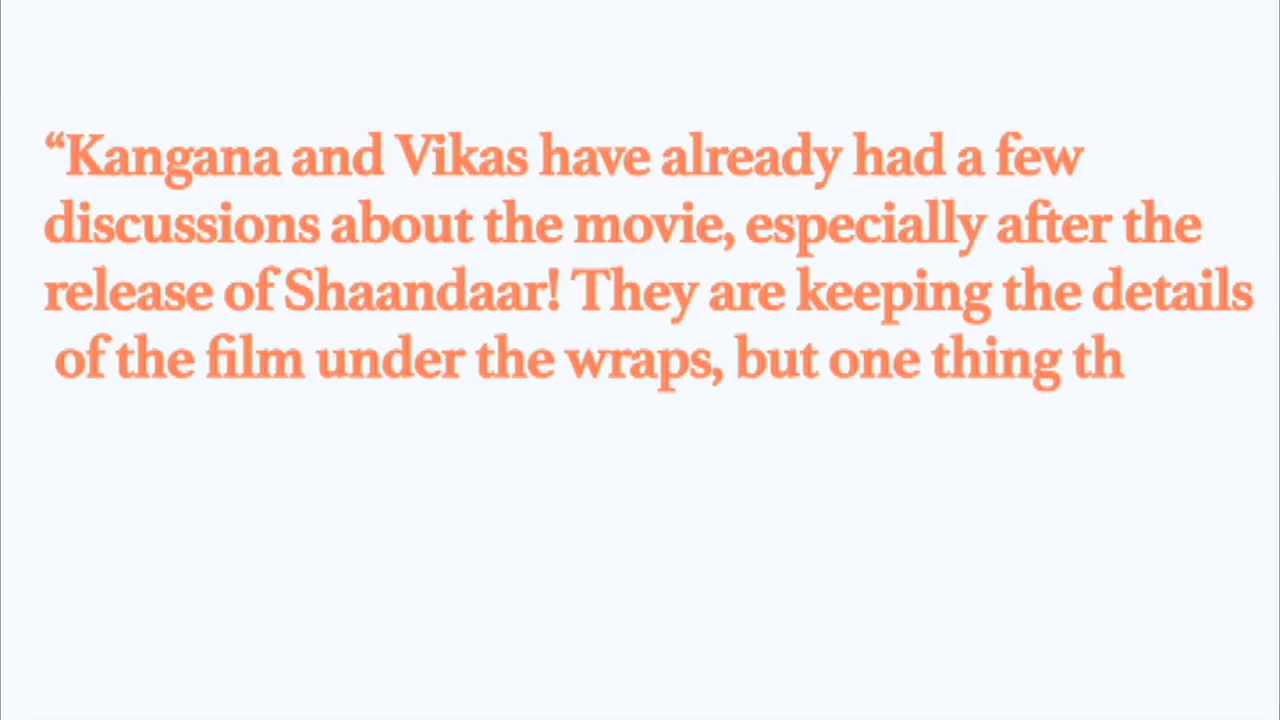 “Kangana and Vikas have already had a few
discussions about the movie, especially after the
release of Shaandaar! They are keeping the details
of the film under the wraps, but one thing th